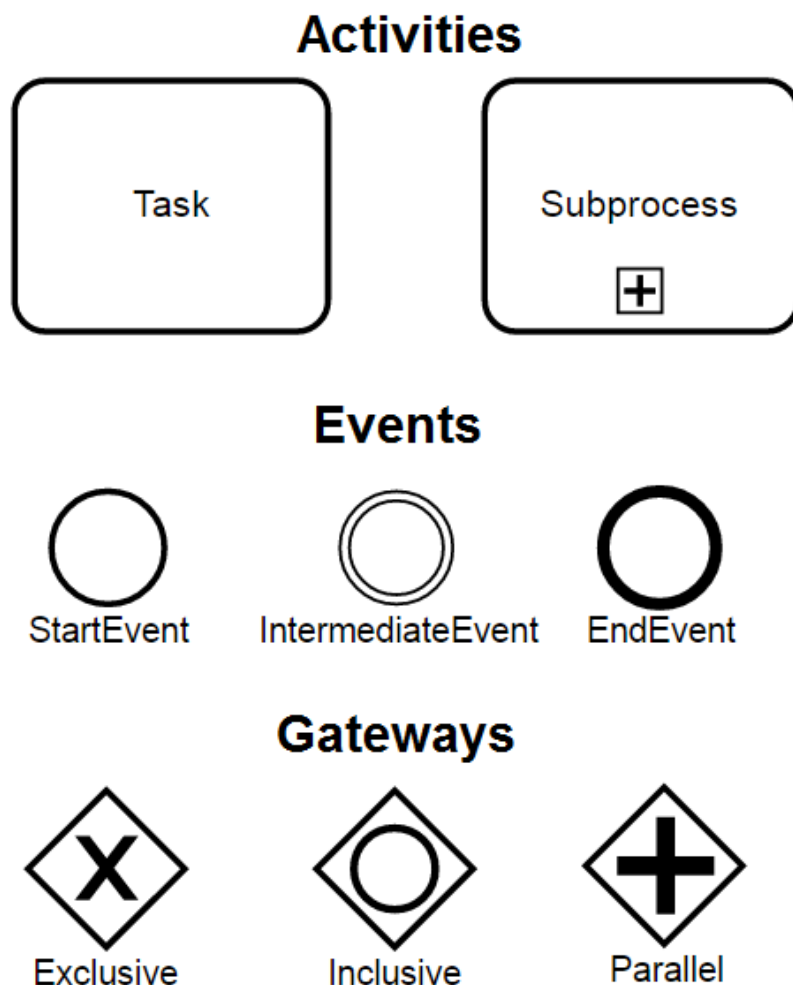 Activities
Task
Subprocess
Events
StartEvent
IntermediateEvent
EndEvent
Gateways
X
Exclusive
Inclusive
Parallel